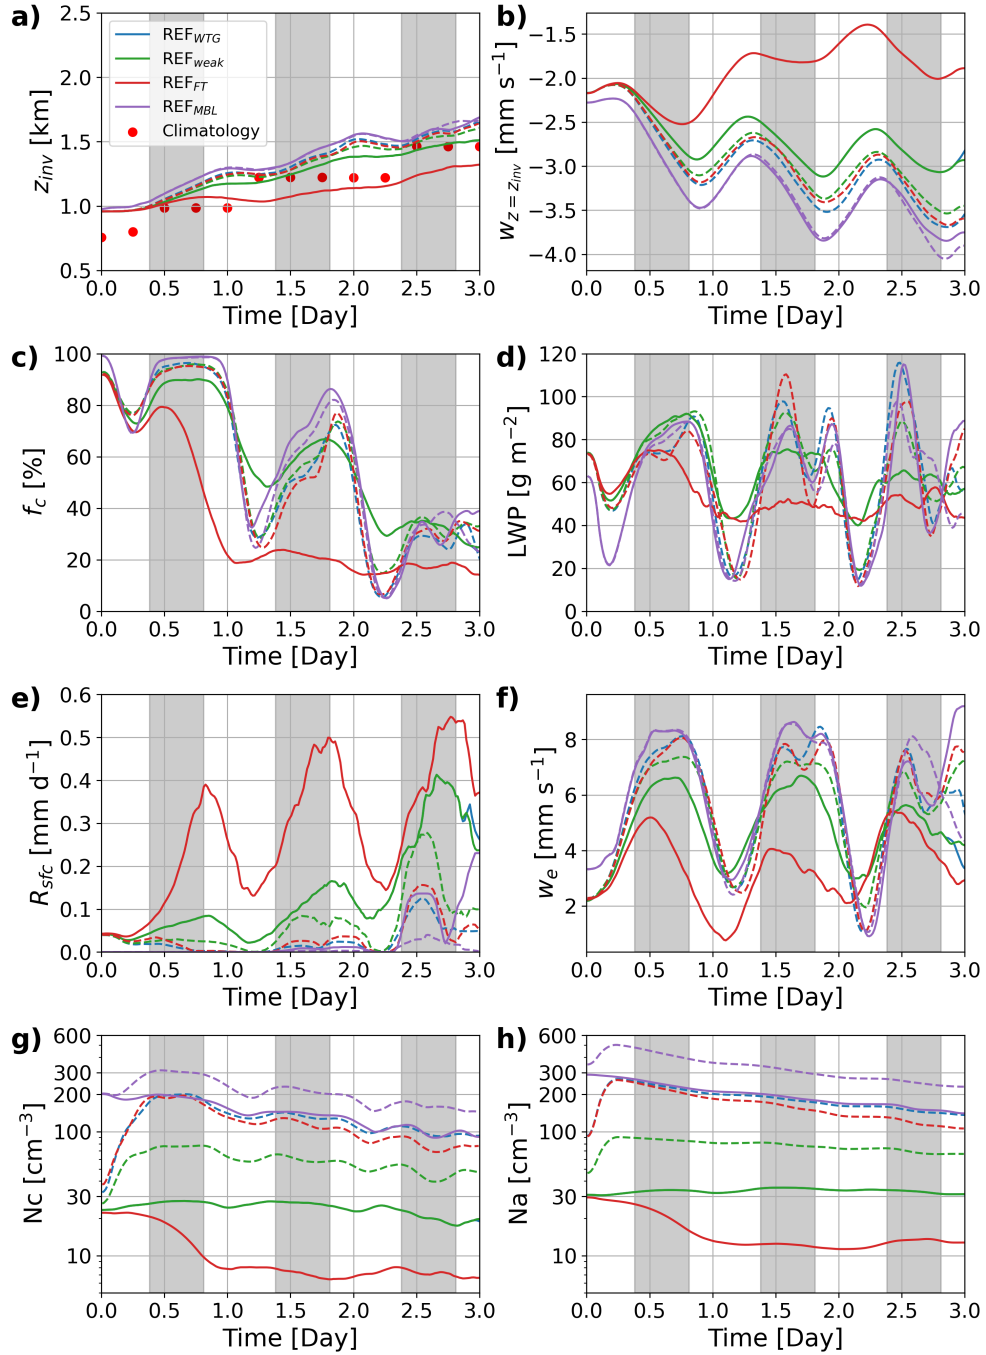 a)
2.5
2.0
1.5
1.0
0.5
z_inv [km]
REF_WTG
REF_weak
REF_FT
REF_MBL
Climatology
0.0 0.5 1.0 1.5 2.0 2.5 3.0
Time [Day]
b)
−1.5
−2.0
−2.5
−3.0
−3.5
−4.0
w_{z = z_inv} [mm s⁻¹]
0.0 0.5 1.0 1.5 2.0 2.5 3.0
Time [Day]
c)
100
80
60
40
20
0
f_c [%]
0.0 0.5 1.0 1.5 2.0 2.5 3.0
Time [Day]
d)
120
100
80
60
40
20
0
LWP [g m⁻²]
0.0 0.5 1.0 1.5 2.0 2.5 3.0
Time [Day]
e)
0.6
0.5
0.4
0.3
0.2
0.1
0.0
R_sfc [mm d⁻¹]
0.0 0.5 1.0 1.5 2.0 2.5 3.0
Time [Day]
f)
8
6
4
2
w_e [mm s⁻¹]
0.0 0.5 1.0 1.5 2.0 2.5 3.0
Time [Day]
g)
600
300
100
30
10
Nc [cm⁻³]
0.0 0.5 1.0 1.5 2.0 2.5 3.0
Time [Day]
h)
600
300
100
30
10
Na [cm⁻³]
0.0 0.5 1.0 1.5 2.0 2.5 3.0
Time [Day]